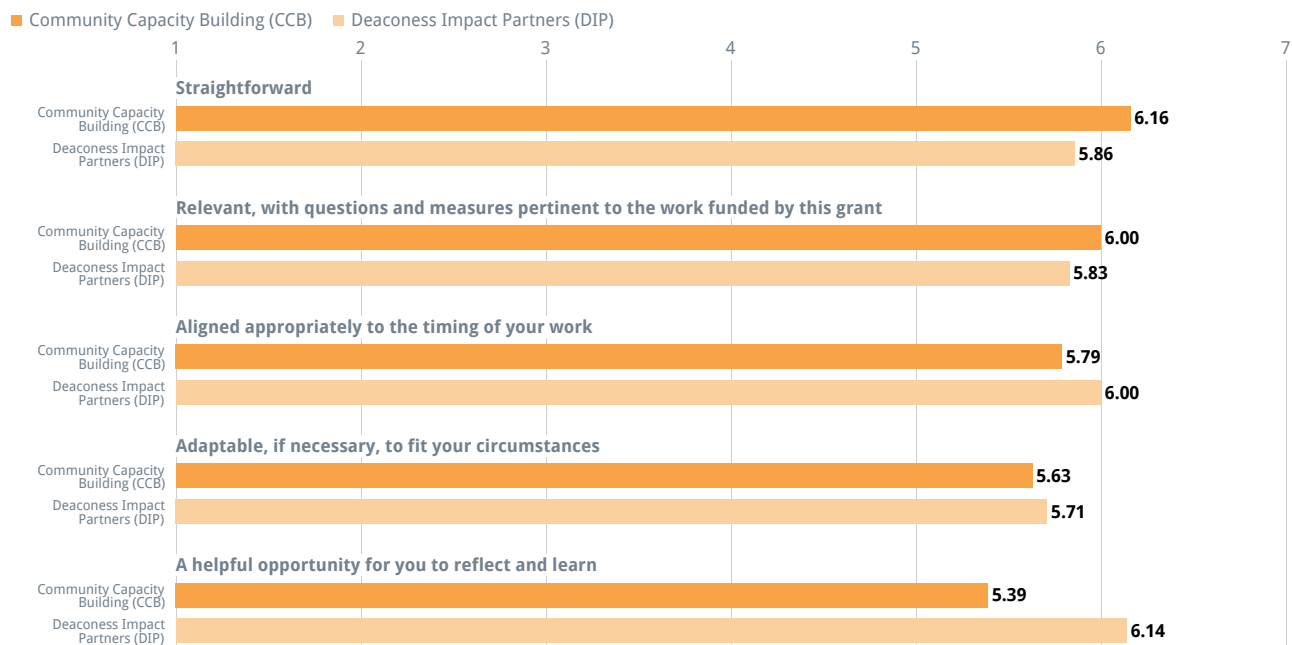 Community Capacity Building (CCB) Deaconess Impact Partners (DIP)
1 2 3 4 5 6 7
Straightforward
Community Capacity
Building (CCB)
6.16
Deaconess Impact
Partners (DIP)
5.86
Relevant, with questions and measures pertinent to the work funded by this grant
Community Capacity
Building (CCB)
6.00
Deaconess Impact
Partners (DIP)
5.83
Aligned appropriately to the timing of your work
Community Capacity
Building (CCB)
5.79
Deaconess Impact
Partners (DIP)
6.00
Adaptable, if necessary, to fit your circumstances
Community Capacity
Building (CCB)
5.63
Deaconess Impact
Partners (DIP)
5.71
A helpful opportunity for you to reflect and learn
Community Capacity
Building (CCB)
5.39
Deaconess Impact
Partners (DIP)
6.14